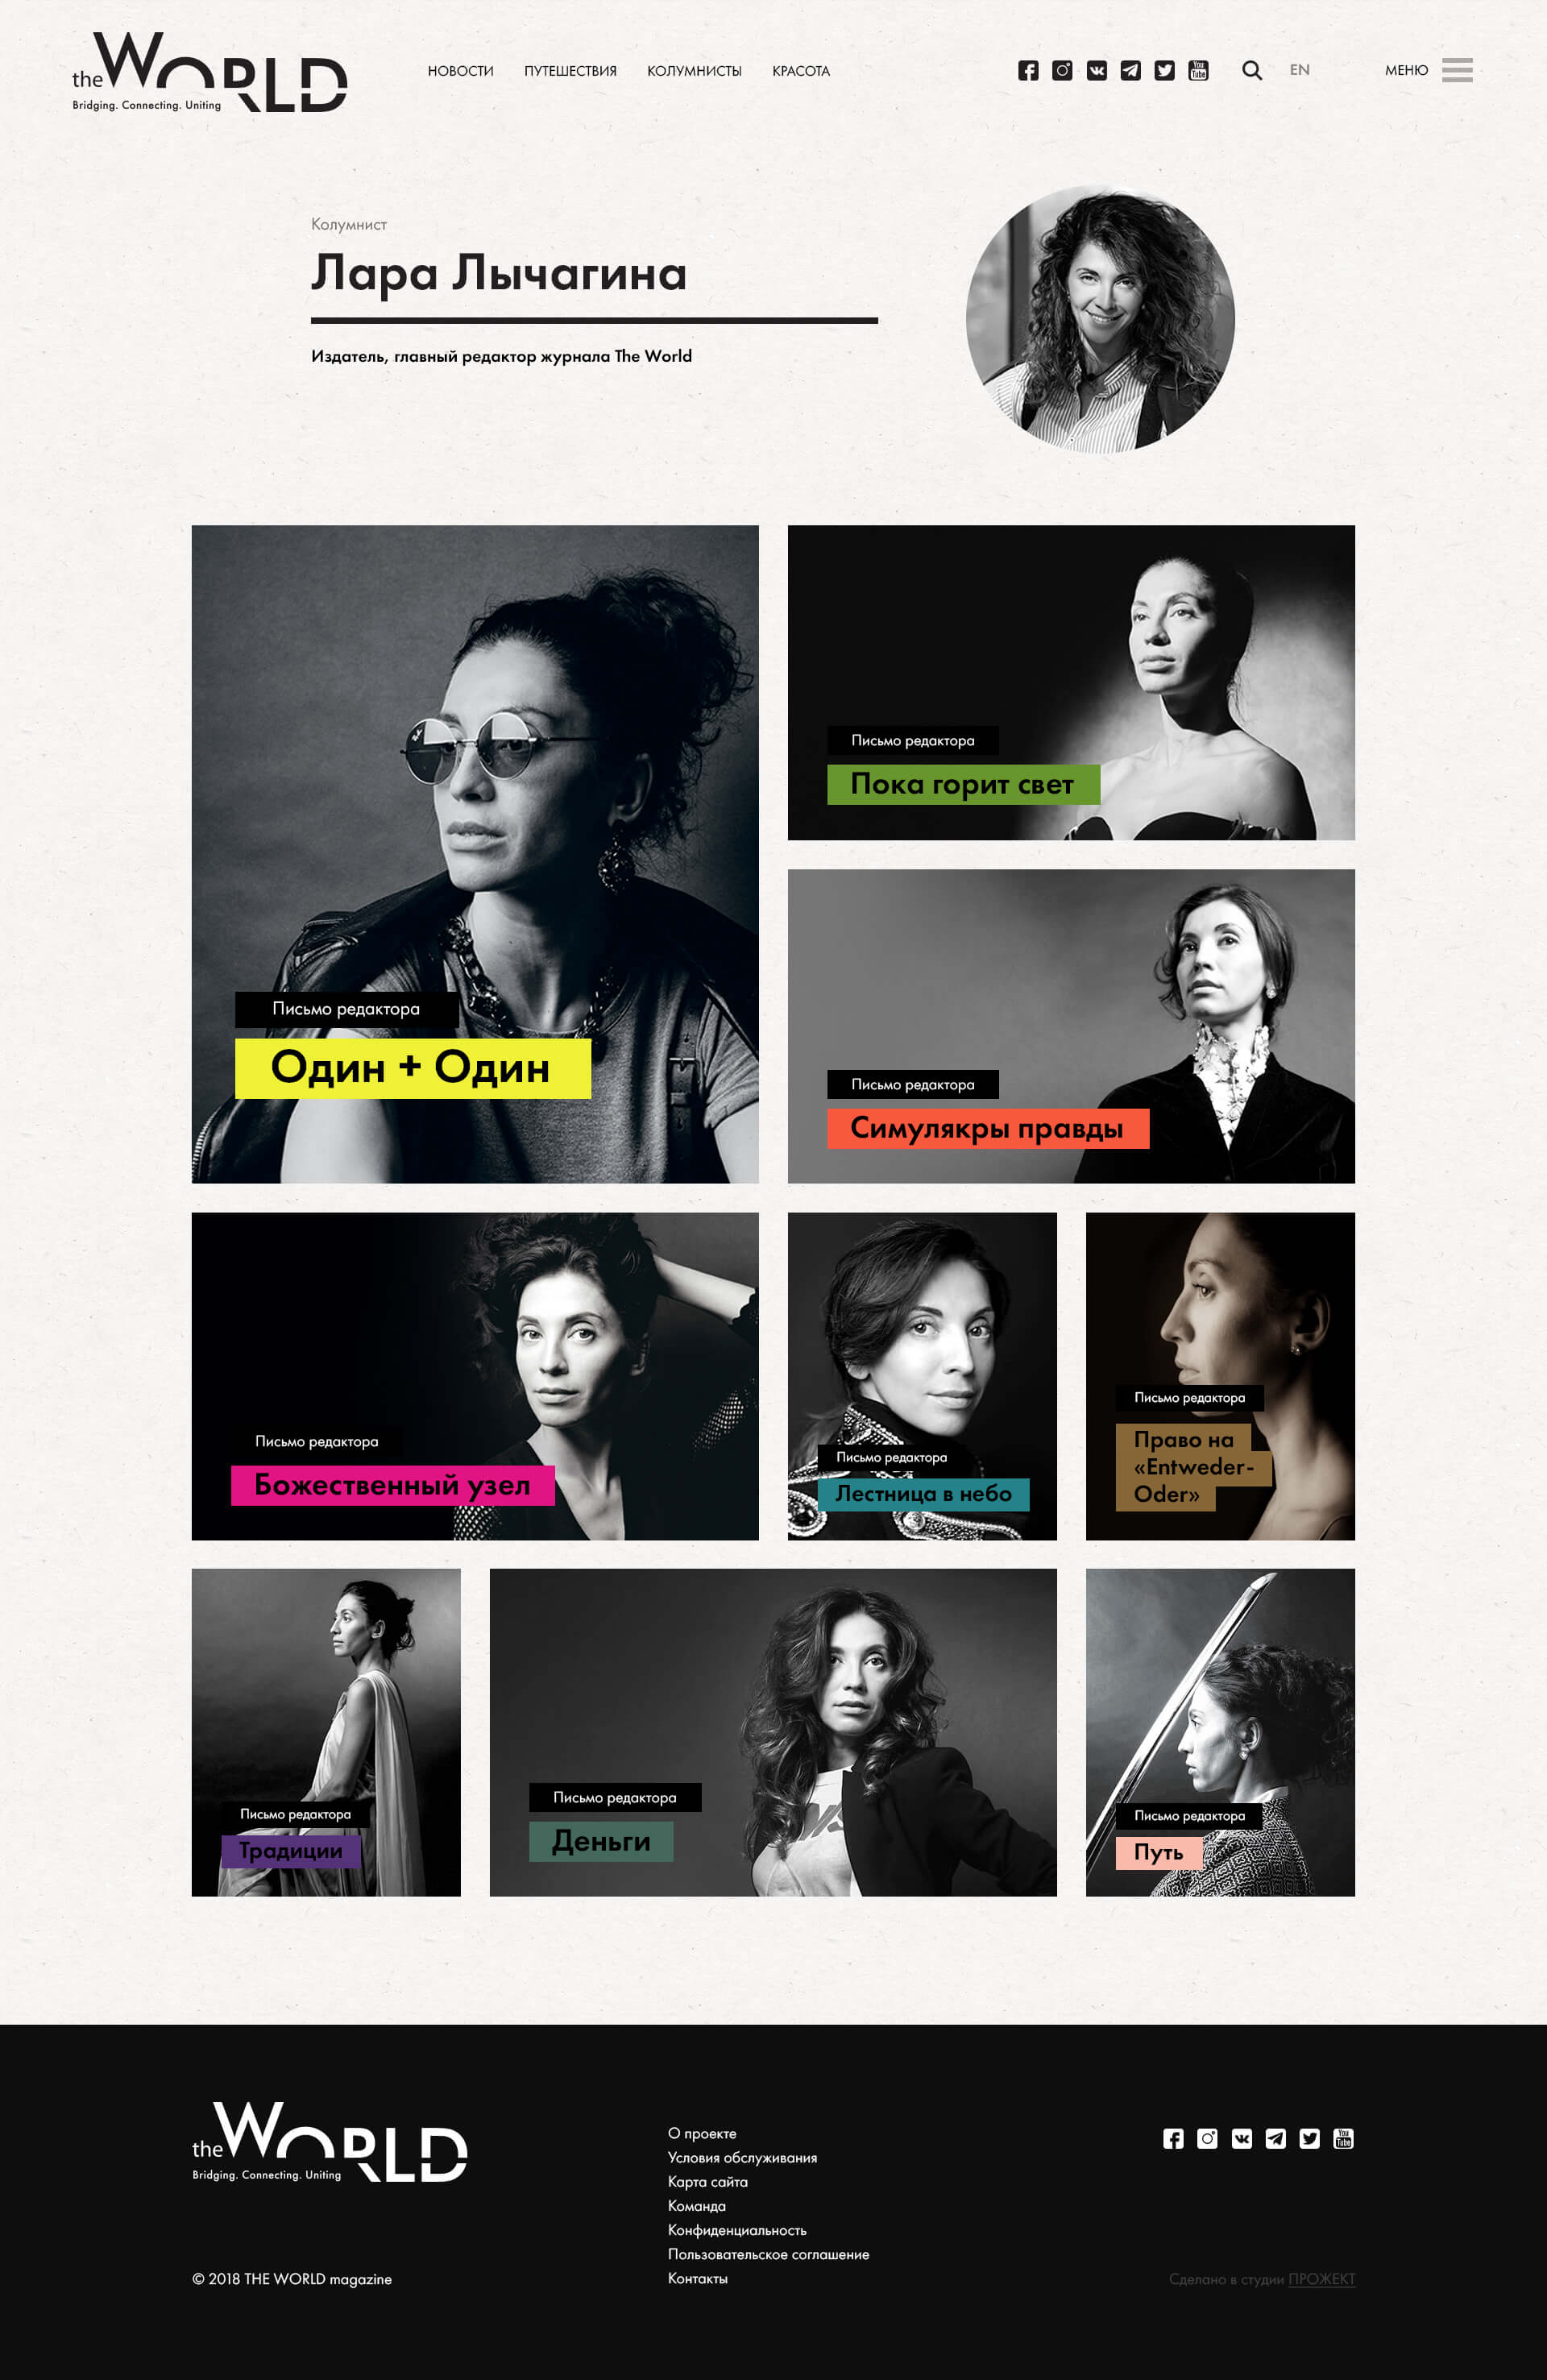 the WORLD
Bridging. Connecting. Uniting
НОВОСТИ ПУТЕШЕСТВИЯ КОЛУМНИСТЫ КРАСОТА
You Tube
EN
МЕНЮ
Колумнист
Лара Лычагина
Издатель, главный редактор журнала The World
Письмо редактора
Один + Один
Письмо редактора
Пока горит свет
Письмо редактора
Симулякры правды
Письмо редактора
Божественный узел
Письмо редактора
Лестница в небо
Письмо редактора
Право на
«Entweder-
Oder»
Письмо редактора
Традиции
Письмо редактора
Деньги
Письмо редактора
Путь
the WORLD
Bridging. Connecting. Uniting
© 2018 THE WORLD magazine
О проекте
Условия обслуживания
Карта сайта
Команда
Конфиденциальность
Пользовательское соглашение
Контакты
You Tube
Сделано в студии ПРОЖЕКТ